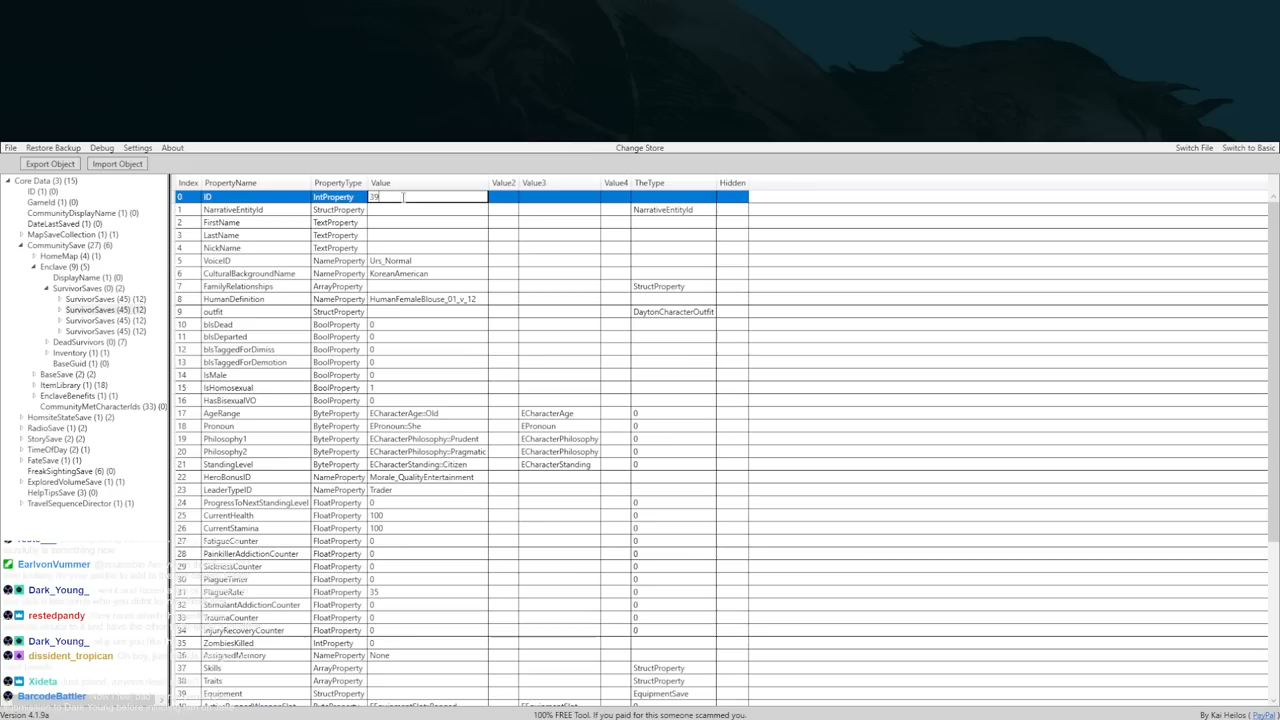 File Restore Backup Debug Settings About Change Store Switch File Switch to Basic
Export Object Import Object
Core Data (3) (15)
ID (1) (0)
GameId (1) (0)
CommunityDisplayName (1) (0)
DateLastSaved (1) (0)
MapSaveCollection (1) (1)
CommunitySave (27) (6)
HomeMap (4) (1)
Enclave (9) (5)
DisplayName (1) (0)
SurvivorSaves (0) (2)
SurvivorSaves (45) (12)
SurvivorSaves (45) (12)
SurvivorSaves (45) (12)
SurvivorSaves (45) (12)
DeadSurvivors (0) (7)
Inventory (1) (1)
BaseGuid (1) (0)
BaseSave (2) (2)
ItemLibrary (1) (18)
EnclaveBenefits (1) (1)
CommunityMetCharacterIds (33) (0)
HomsiteStateSave (1) (2)
RadioSave (1) (2)
StorySave (2) (2)
TimeOfDay (2) (1)
FateSave (1) (1)
FreakSightingSave (6) (0)
ExploredVolumeSave (1) (1)
HelpTipsSave (3) (0)
TravelSequenceDirector (1) (1)
Index PropertyName PropertyType Value Value2 Value3 Value4 TheType Hidden
0 ID IntProperty 39
1 NarrativeEntityId StructProperty NarrativeEntityId
2 FirstName TextProperty
3 LastName TextProperty
4 NickName TextProperty
5 VoiceID NameProperty Urs_Normal
6 CulturalBackgroundName NameProperty KoreanAmerican
7 FamilyRelationships ArrayProperty StructProperty
8 HumanDefinition NameProperty HumanFemaleBlouse_01_v_12
9 outfit StructProperty DaytonCharacterOutfit
10 bIsDead BoolProperty 0
11 bIsDeparted BoolProperty 0
12 bIsTaggedForDimiss BoolProperty 0
13 bIsTaggedForDemotion BoolProperty 0
14 IsMale BoolProperty 0
15 IsHomosexual BoolProperty 1
16 HasBisexualVO BoolProperty 0
17 AgeRange ByteProperty ECharacterAge::Old ECharacterAge 0
18 Pronoun ByteProperty EPronoun::She EPronoun 0
19 Philosophy1 ByteProperty ECharacterPhilosophy::Prudent ECharacterPhilosophy 0
20 Philosophy2 ByteProperty ECharacterPhilosophy::Pragmatic ECharacterPhilosophy 0
21 StandingLevel ByteProperty ECharacterStanding::Citizen ECharacterStanding 0
22 HeroBonusID NameProperty Morale_QualityEntertainment
23 LeaderTypeID NameProperty Trader
24 ProgressToNextStandingLevel FloatProperty 0 0
25 CurrentHealth FloatProperty 100 0
26 CurrentStamina FloatProperty 100 0
27 FatigueCounter FloatProperty 0 0
28 PainkillerAddictionCounter FloatProperty 0 0
29 SicknessCounter FloatProperty 0 0
30 PlagueTimer FloatProperty 0 0
31 PlagueRate FloatProperty 35 0
32 StimulantAddictionCounter FloatProperty 0 0
33 TraumaCounter FloatProperty 0 0
34 InjuryRecoveryCounter FloatProperty 0 0
35 ZombiesKilled IntProperty 0
36 AssignedMemory NameProperty None
37 Skills ArrayProperty StructProperty
38 Traits ArrayProperty StructProperty
39 Equipment StructProperty EquipmentSave
EarlvonVummer
Dark_Young_
restedpandy
Dark_Young_
dissident_tropican
Xideta
BarcodeBattler
Version 4.1.9a 100% FREE Tool. If you paid for this someone scammed you. By Kai Heilos (PayPal)